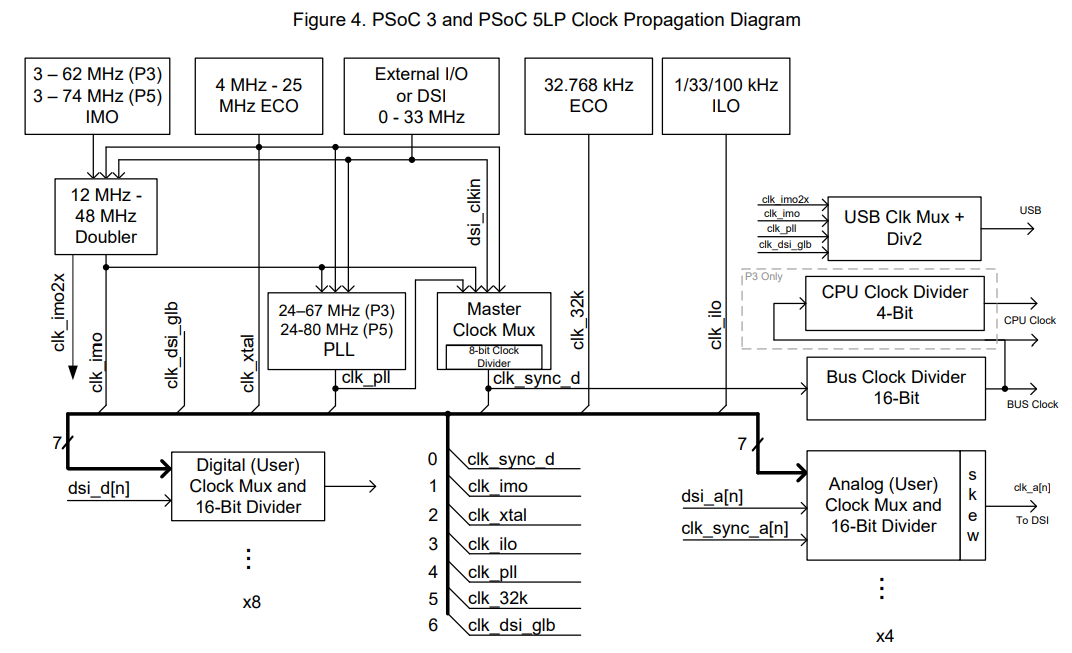 Figure 4. PSoC 3 and PSoC 5LP Clock Propagation Diagram
3 – 62 MHz (P3)
3 – 74 MHz (P5)
IMO
4 MHz - 25
MHz ECO
External I/O
or DSI
0 - 33 MHz
32.768 kHz
ECO
1/33/100 kHz
ILO
12 MHz -
48 MHz
Doubler
dsi_clkin
clk_imo2x
clk_imo
clk_pll
clk_dsi_glb
USB Clk Mux +
Div2
USB
P3 Only
CPU Clock Divider
4-Bit
CPU Clock
clk_imo2x
clk_imo
clk_dsi_glb
clk_xtal
24–67 MHz (P3)
24-80 MHz (P5)
PLL
clk_pll
Master
Clock Mux
8-bit Clock
Divider
clk_sync_d
clk_32k
clk_ilo
Bus Clock Divider
16-Bit
BUS Clock
7
dsi_d[n]
Digital (User)
Clock Mux and
16-Bit Divider
x8
0 clk_sync_d
1 clk_imo
2 clk_xtal
3 clk_ilo
4 clk_pll
5 clk_32k
6 clk_dsi_glb
7
dsi_a[n]
clk_sync_a[n]
Analog (User)
Clock Mux and
16-Bit Divider
skew
clk_a[n]
To DSI
x4